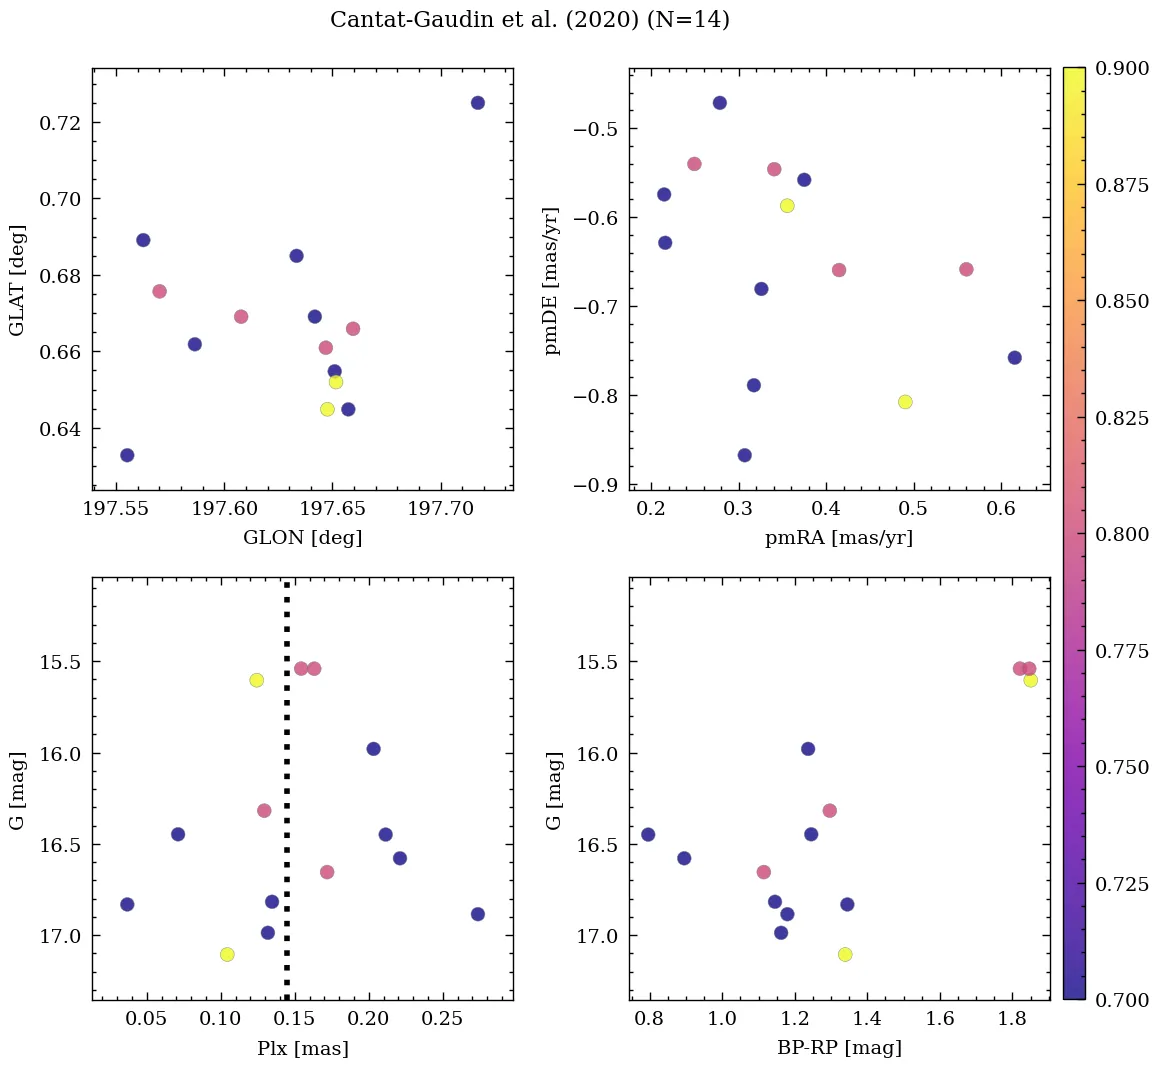 Cantat-Gaudin et al. (2020) (N=14)
GLAT [deg]
0.72
0.70
0.68
0.66
0.64
197.55 197.60 197.65 197.70
GLON [deg]
pmDE [mas/yr]
−0.5
−0.6
−0.7
−0.8
−0.9
0.2 0.3 0.4 0.5 0.6
pmRA [mas/yr]
G [mag]
15.5
16.0
16.5
17.0
0.05 0.10 0.15 0.20 0.25
Plx [mas]
G [mag]
15.5
16.0
16.5
17.0
0.8 1.0 1.2 1.4 1.6 1.8
BP-RP [mag]
0.900
0.875
0.850
0.825
0.800
0.775
0.750
0.725
0.700